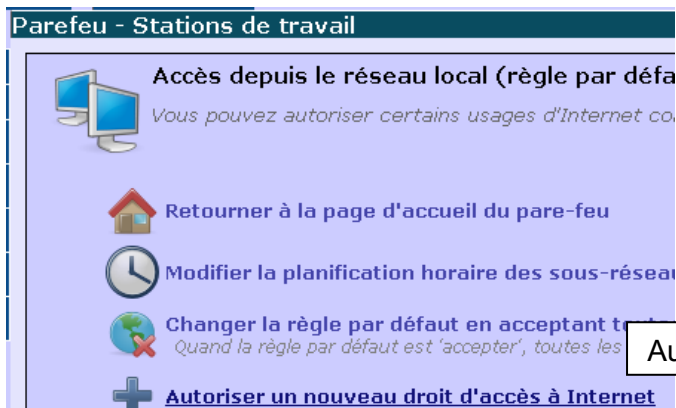 Parefeu - Stations de travail
Accès depuis le réseau local (règle par défa
Vous pouvez autoriser certains usages d'Internet co
Retourner à la page d'accueil du pare-feu
Modifier la planification horaire des sous-réseau
Changer la règle par défaut en acceptant
Quand la règle par défaut est 'accepter', toutes les
Au
Autoriser un nouveau droit d'accès à Internet